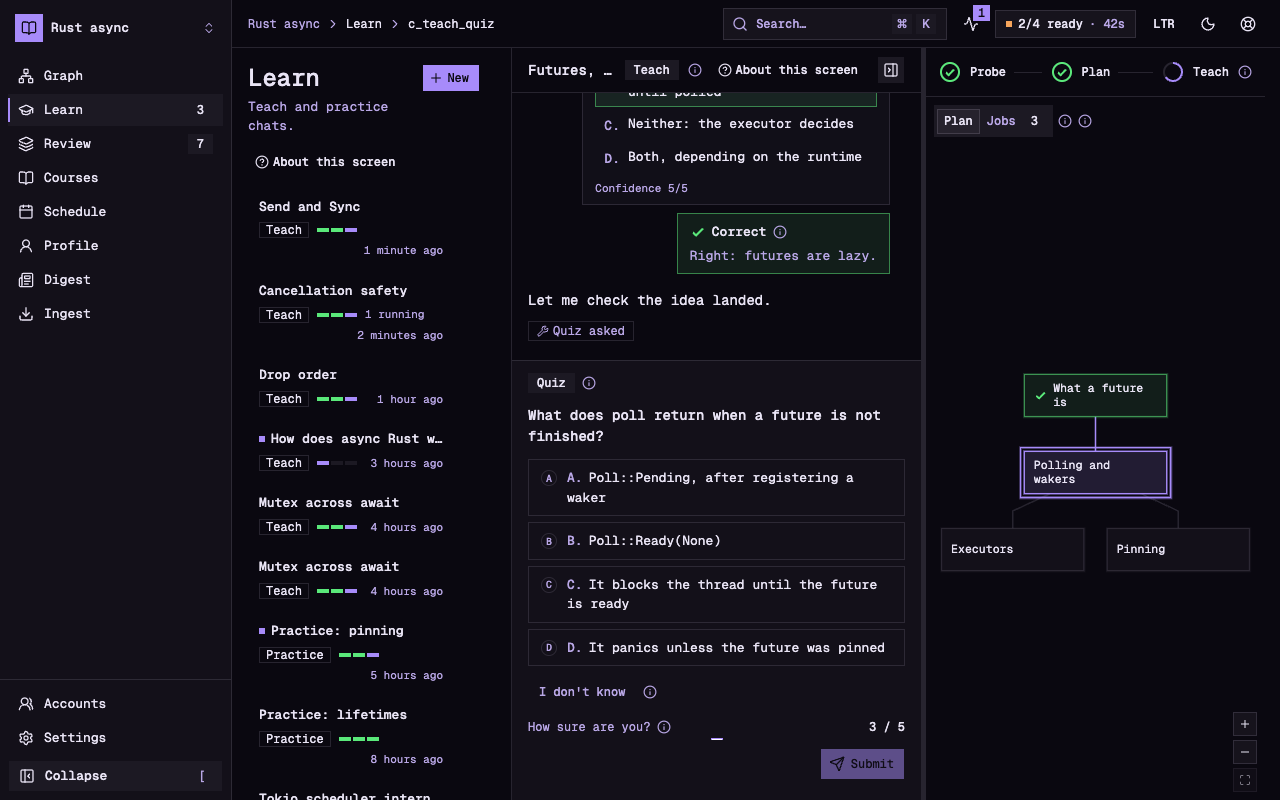 Rust async
Graph
Learn 3
Review 7
Courses
Schedule
Profile
Digest
Ingest
Accounts
Settings
Collapse [
Rust async > Learn > c_teach_quiz
Search… ⌘ K
1
2/4 ready · 42s
LTR
Learn
+ New
Teach and practice
chats.
About this screen
Send and Sync
Teach
1 minute ago
Cancellation safety
Teach 1 running
2 minutes ago
Drop order
Teach 1 hour ago
How does async Rust w…
Teach 3 hours ago
Mutex across await
Teach 4 hours ago
Mutex across await
Teach 4 hours ago
Practice: pinning
Practice
5 hours ago
Practice: lifetimes
Practice
8 hours ago
Tokio scheduler intern
Futures, … Teach About this screen
until polled
C. Neither: the executor decides
D. Both, depending on the runtime
Confidence 5/5
Correct
Right: futures are lazy.
Let me check the idea landed.
Quiz asked
Quiz
What does poll return when a future is not
finished?
A A. Poll::Pending, after registering a
waker
B B. Poll::Ready(None)
C C. It blocks the thread until the future
is ready
D D. It panics unless the future was pinned
I don't know
How sure are you? 3 / 5
Submit
Probe Plan Teach
Plan Jobs 3
What a future
is
Polling and
wakers
Executors
Pinning